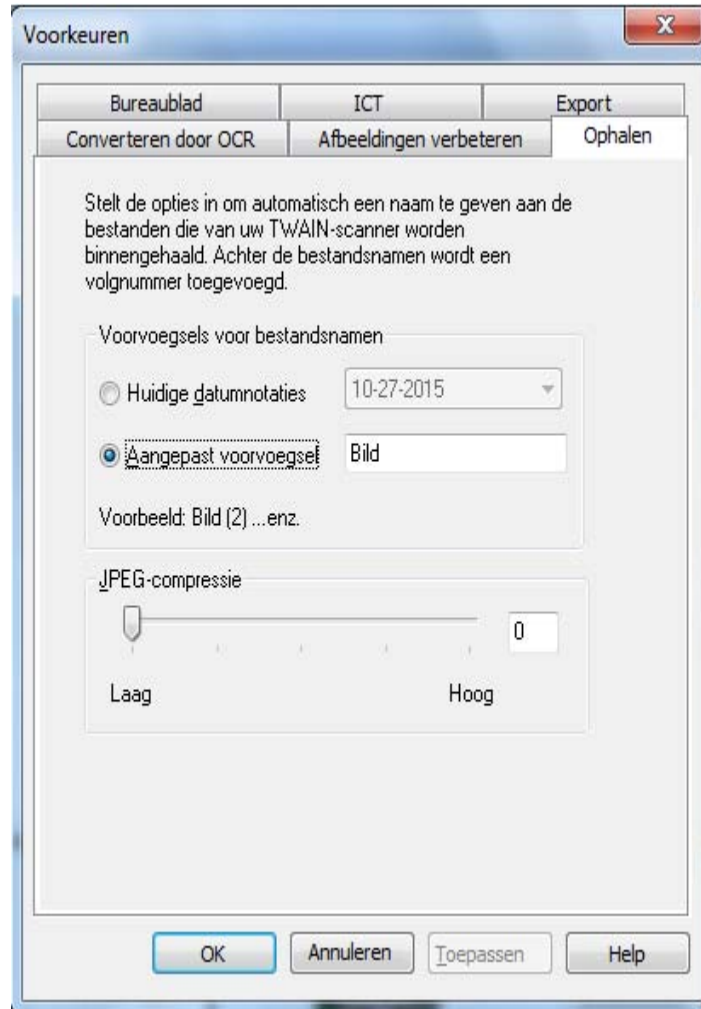 Voorkeuren
Bureaublad ICT Export
Converteren door OCR Afbeeldingen verbeteren Ophalen
Stelt de opties in om automatisch een naam te geven aan de
bestanden die van uw TWAIN-scanner worden
binnengehaald. Achter de bestandsnamen wordt een
volgnummer toegevoegd.
Voorvoegsels voor bestandsnamen
Huidige datumnotaties 10-27-2015
Aangepast voorvoegsel Bild
Voorbeeld: Bild (2) ...enz.
JPEG-compressie
0
Laag Hoog
OK Annuleren Toepassen Help